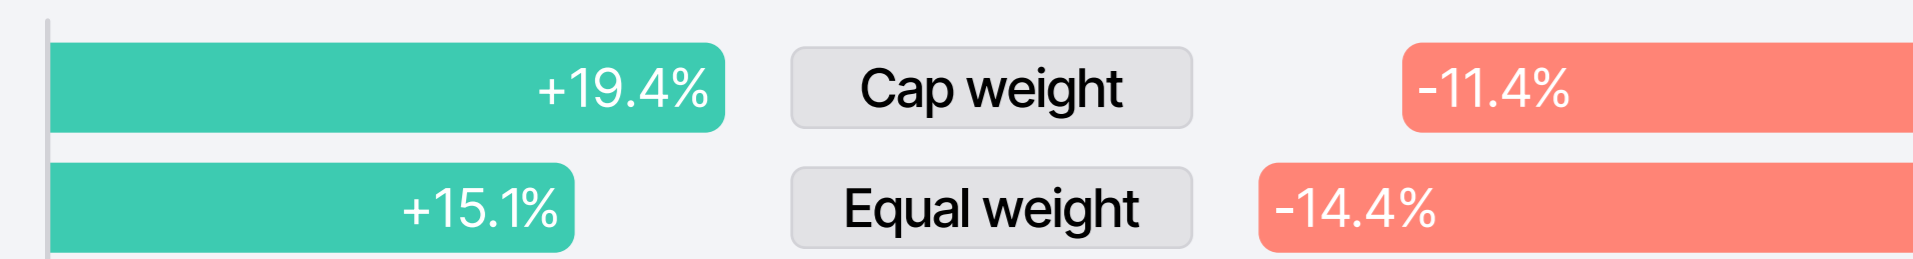 +19.4% Cap weight -11.4%
+15.1% Equal weight -14.4%